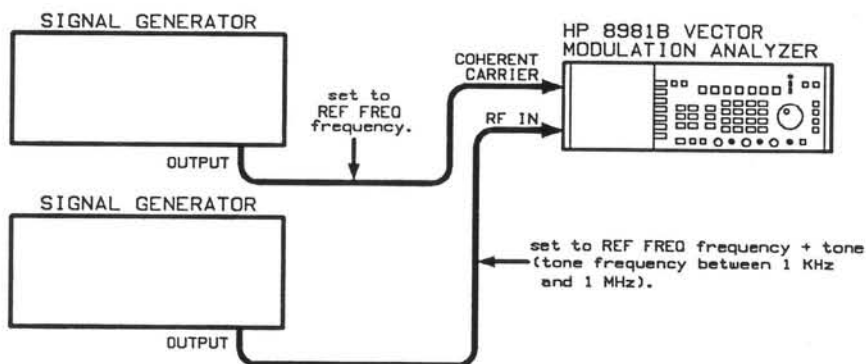 SIGNAL GENERATOR
HP 8981B VECTOR
MODULATION ANALYZER
COHERENT
CARRIER
set to
REF FREQ
frequency.
RF IN
OUTPUT
SIGNAL GENERATOR
set to REF FREQ frequency + tone
(tone frequency between 1 KHz
and 1 MHz).
OUTPUT